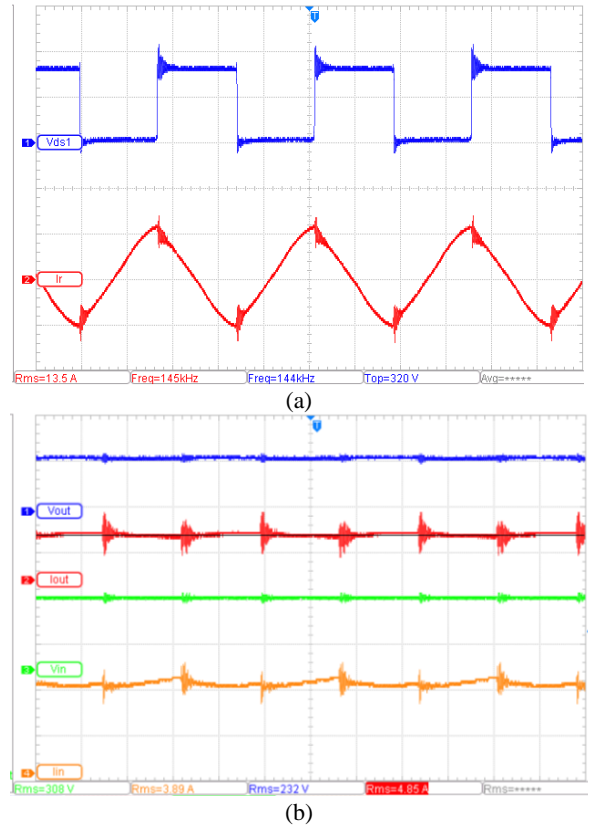 T
1 Vds1
2 Ir
Rms=13.5 A Freq=145kHz Freq=144kHz Top=320 V Avg=*****
(a)
T
1 Vout
2 Iout
3 Vin
4 Iin
Rms=308 V Rms=3.89 A Rms=232 V Rms=4.85 A Rms=*****
(b)